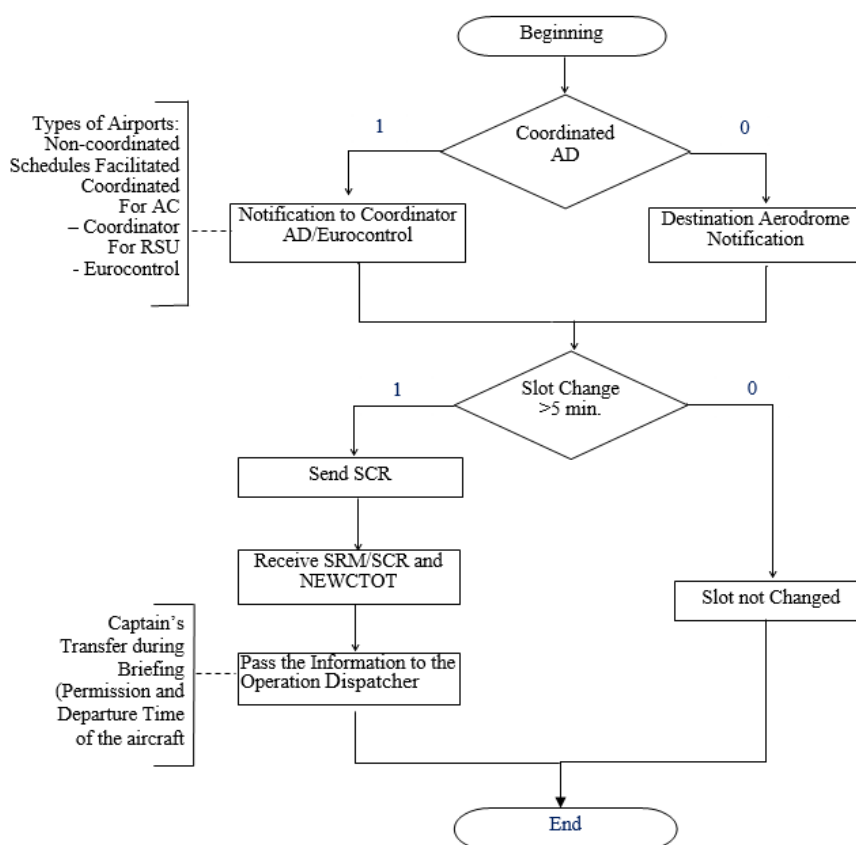 Beginning
1
Coordinated
AD
0
Types of Airports:
Non-coordinated
Schedules Facilitated
Coordinated
For AC
– Coordinator
For RSU
- Eurocontrol
Notification to Coordinator
AD/Eurocontrol
Destination Aerodrome
Notification
1
Slot Change
>5 min.
0
Send SCR
Receive SRM/SCR and
NEWCTOT
Slot not Changed
Captain’s
Transfer during
Briefing
(Permission and
Departure Time
of the aircraft
Pass the Information to the
Operation Dispatcher
End